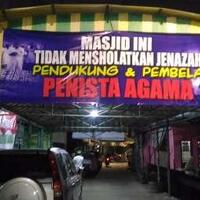 MASJID INI
TIDAK MENSHOLATKAN JENAZAH
PENDUKUNG & PEMBELA
PENISTA AGAMA